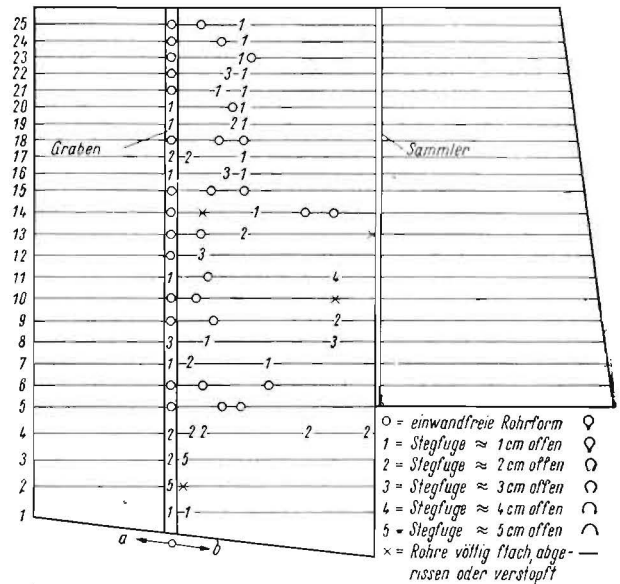 25 o o 1
24 o o 1
23 o 1 o
22 o 3 1
21 o 1 1
20 1 o 1
19 1 2 1
18 o o o
Graben Sammler
17 2 2 1
16 1 3 1
15 o o o
14 o × 1 o o
13 o o 2 ×
12 o 3
11 1 o 4
10 o o ×
9 o o 2
8 3 1 3
7 1 2 1
6 o o o
5 o o o
4 2 2 2 2 2
3 2 5
2 5 ×
1 1 1
a o b
o = einwandfreie Rohrform
1 = Stegfuge ≈ 1 cm offen
2 = Stegfuge ≈ 2 cm offen
3 = Stegfuge ≈ 3 cm offen
4 = Stegfuge ≈ 4 cm offen
5 = Stegfuge ≈ 5 cm offen
× = Rohre völlig flach, abge-
rissen oder verstopft